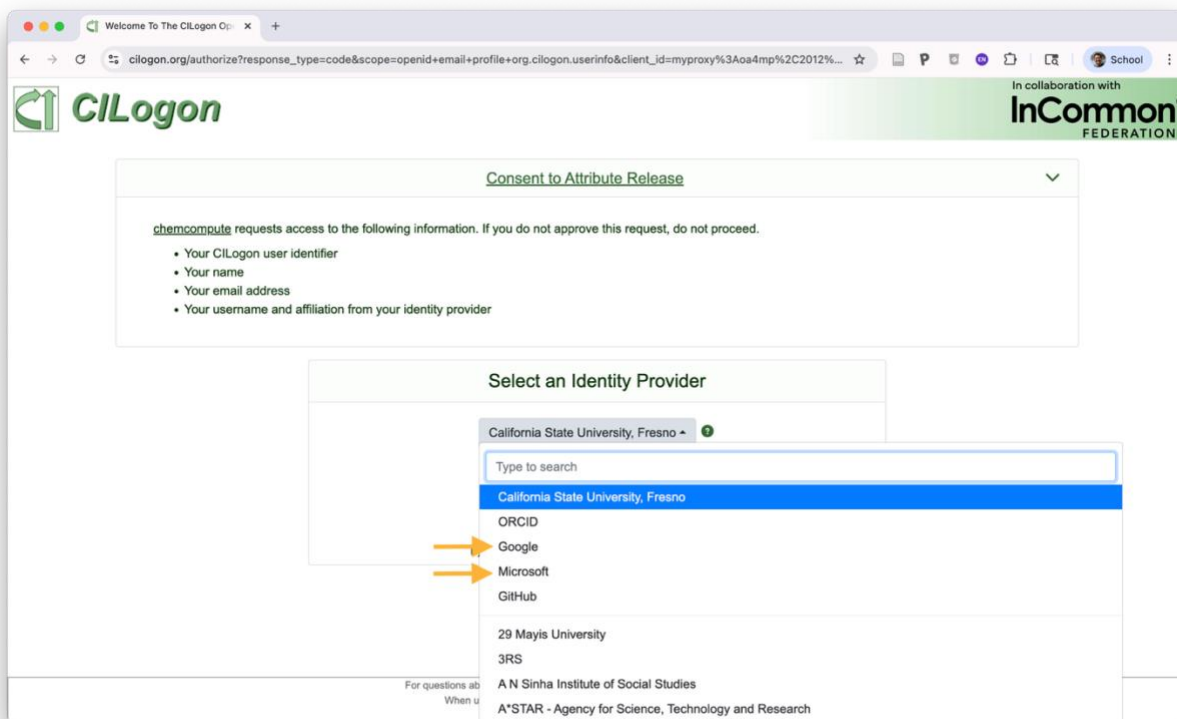 Welcome To The CILogon Op
cilogon.org/authorize?response_type=code&scope=openid+email+profile+org.cilogon.userinfo&client_id=myproxy%3Aoa4mp%2C2012%...
School
CILogon
In collaboration with
InCommon
FEDERATION
Consent to Attribute Release
chemcompute requests access to the following information. If you do not approve this request, do not proceed.
• Your CILogon user identifier
• Your name
• Your email address
• Your username and affiliation from your identity provider
Select an Identity Provider
California State University, Fresno
Type to search
California State University, Fresno
ORCID
Google
Microsoft
GitHub
29 Mayis University
3RS
For questions ab
A N Sinha Institute of Social Studies
When u
A*STAR - Agency for Science, Technology and Research